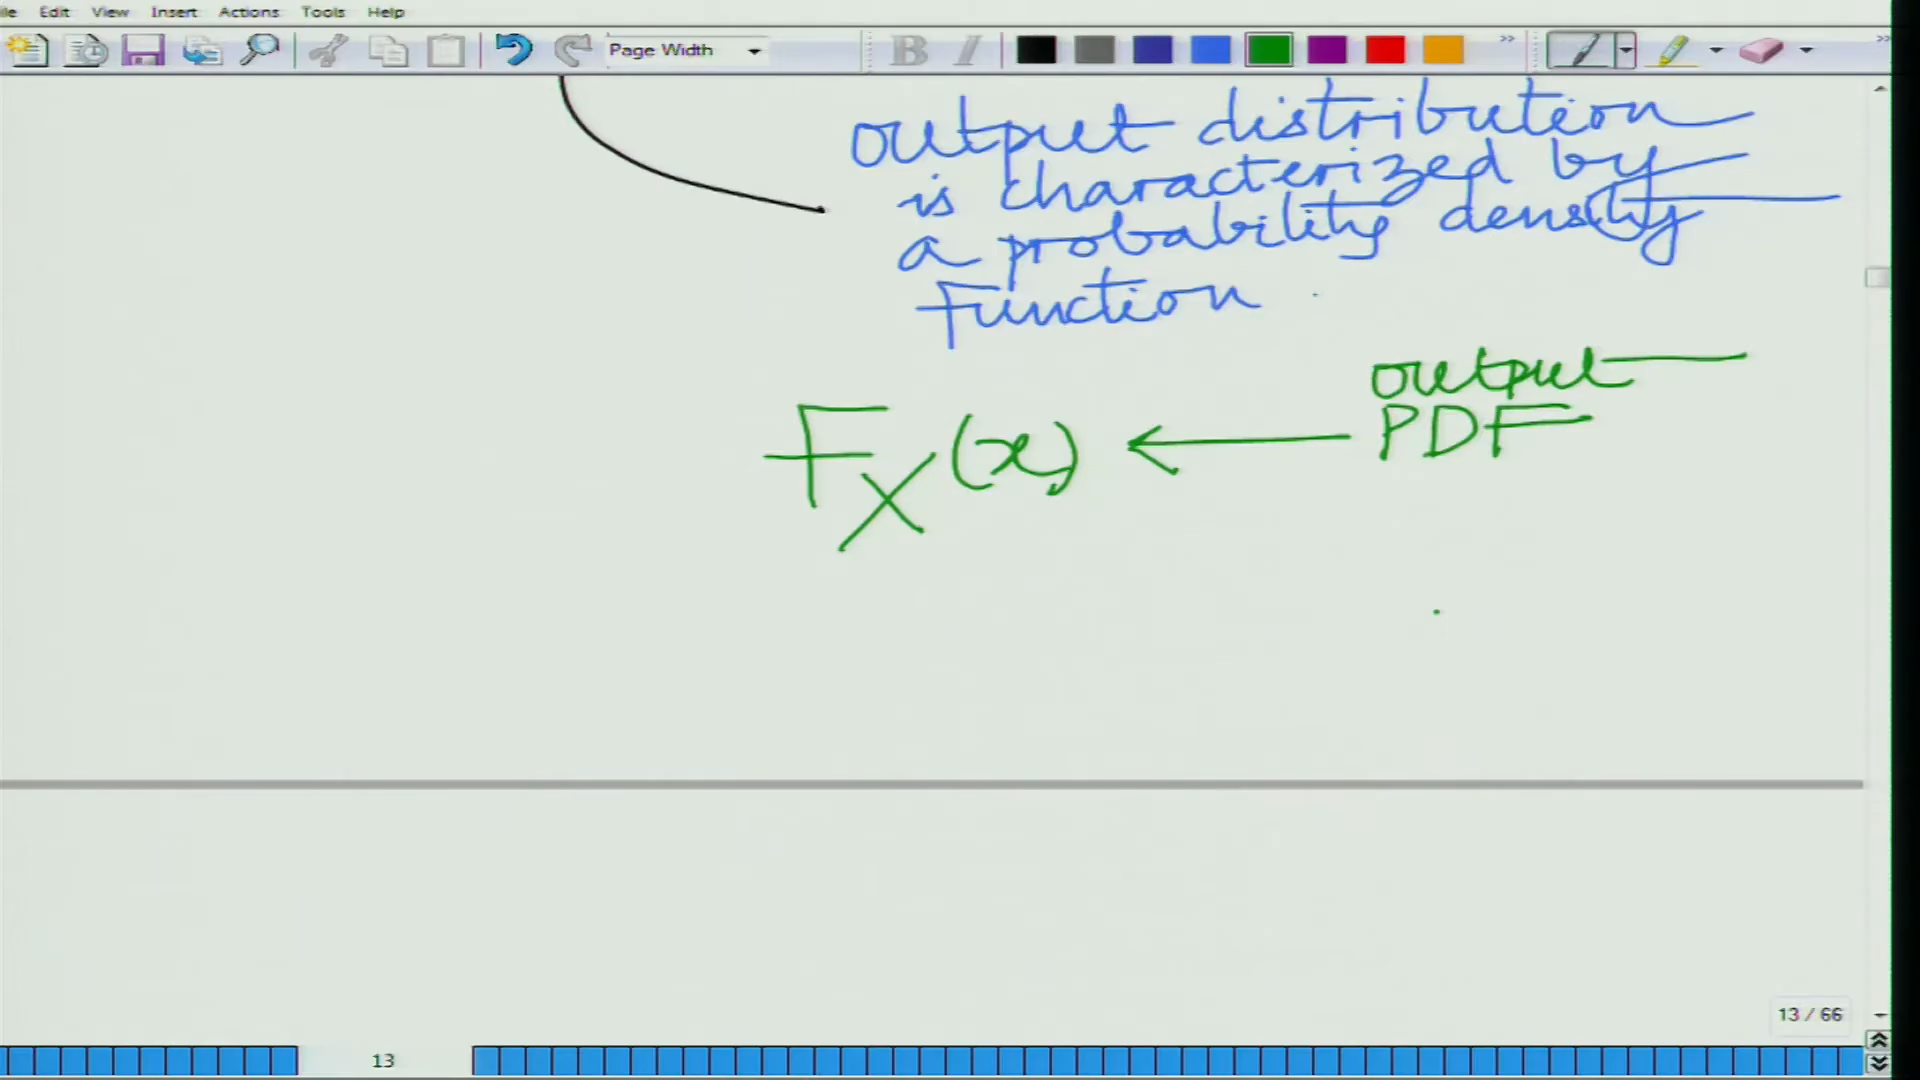 Edit View Insert Actions Tools Help
Page Width
B I
output distribution
is characterized by
a probability density
Function
output
F_X (x) ← PDF
13 / 66
13